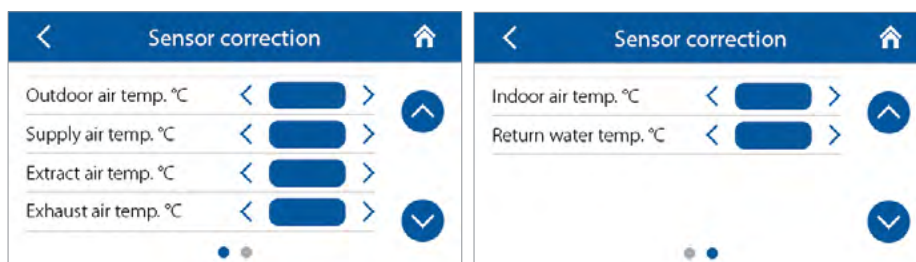 Sensor correction
Outdoor air temp. °C
Supply air temp. °C
Extract air temp. °C
Exhaust air temp. °C
Sensor correction
Indoor air temp. °C
Return water temp. °C